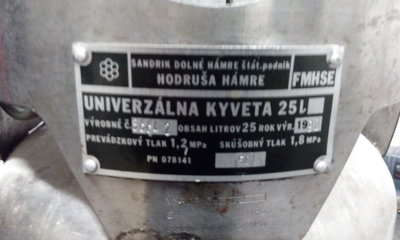 SANDRIK DOLNÉ HÁMRE štát.podnik
HODRUŠA HÁMRE
FMHSE
UNIVERZÁLNA KYVETA 25l
VÝROBNÉ Č. OBSAH LITROV 25 ROK VÝR. 19
PREVÁDZKOVÝ TLAK 1,2 MPa SKÚŠOBNÝ TLAK 1,8 MPa
PN 078141